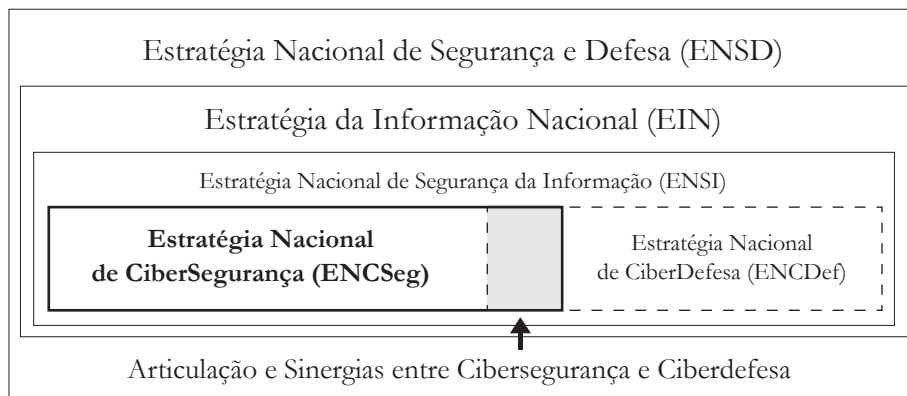 Estratégia Nacional de Segurança e Defesa (ENSD)
Estratégia da Informação Nacional (EIN)
Estratégia Nacional de Segurança da Informação (ENSI)
Estratégia Nacional
de CiberSegurança (ENCSeg)
Estratégia Nacional
de CiberDefesa (ENCDef)
Articulação e Sinergias entre Cibersegurança e Ciberdefesa